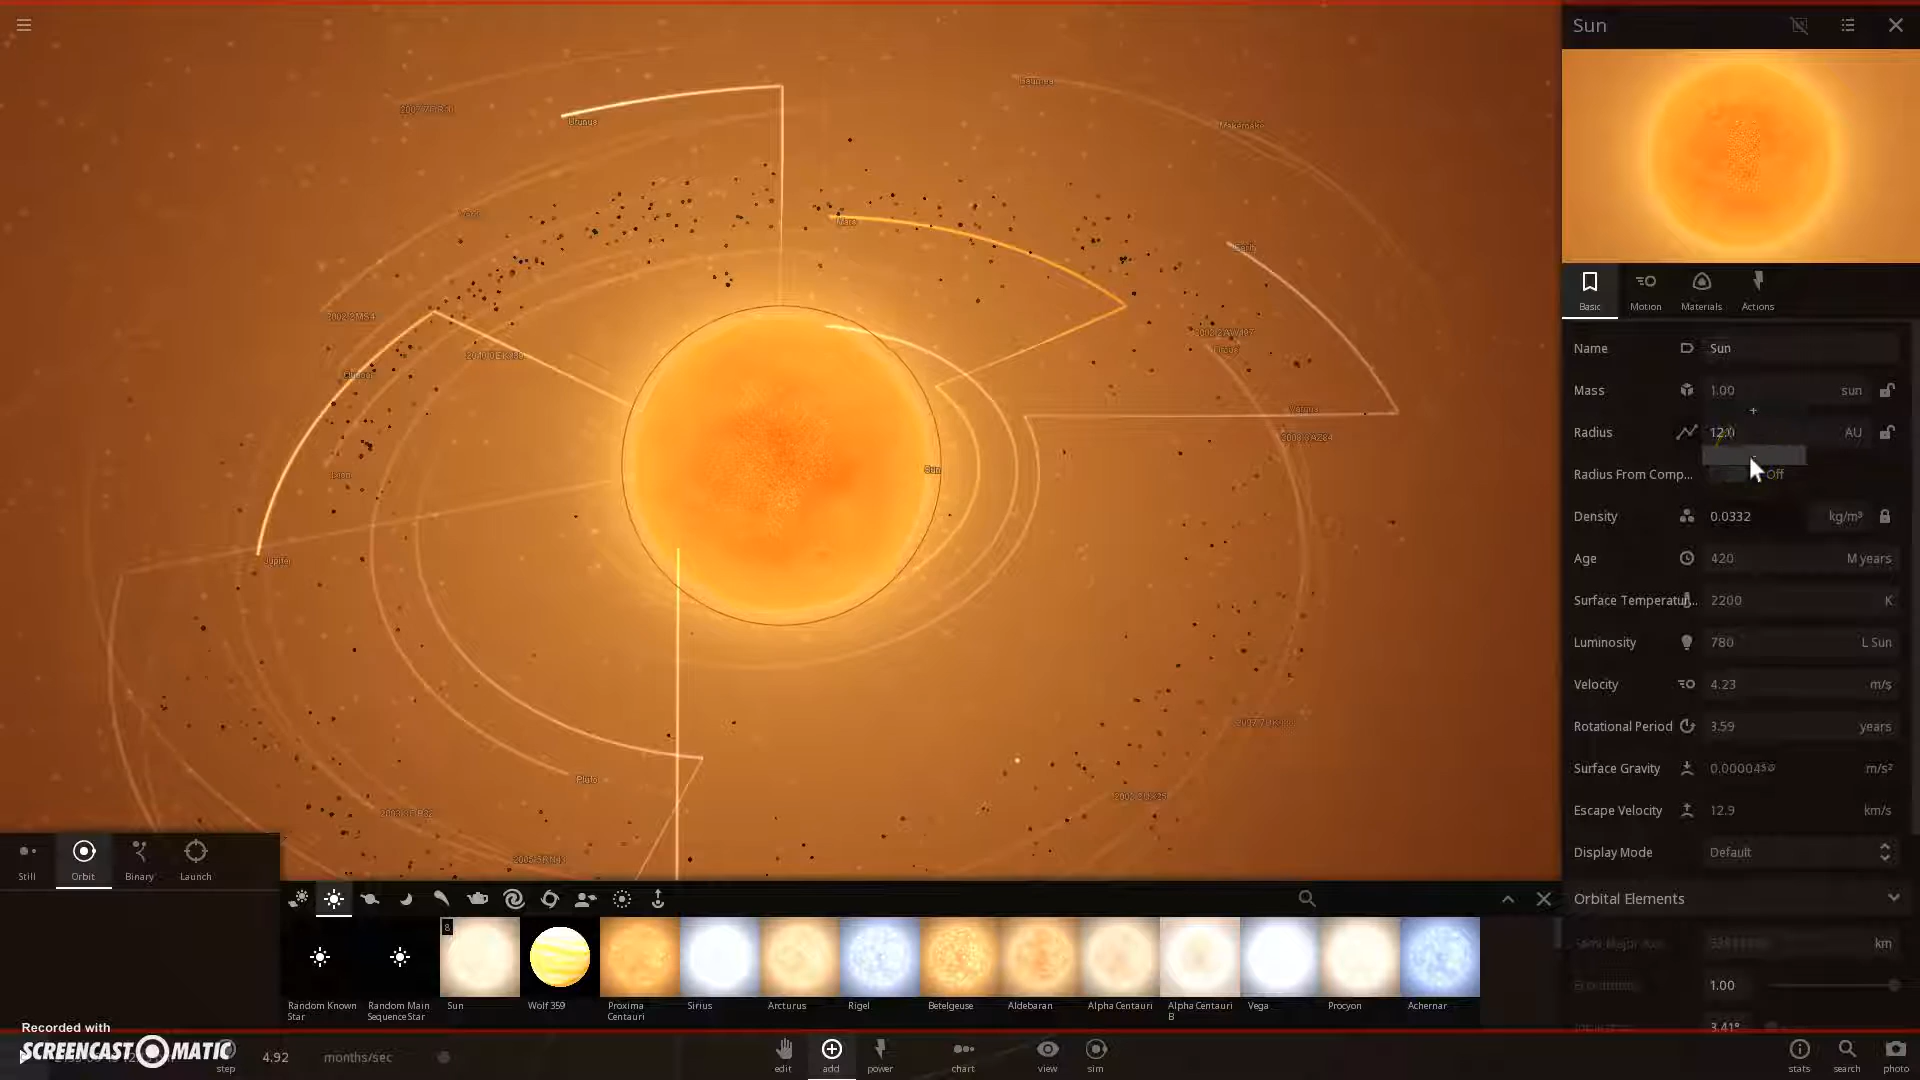 Sun
Haumea
Uranus
Mars
Sun
Jupiter
Pluto
Basic
Motion
Materials
Actions
Name
Sun
Mass
1.00
sun
+
Radius
AU
Radius From Comp...
Off
Density
0.0332
kg/m³
Age
420
M years
Surface Temperatur...
2200
K
Luminosity
780
L Sun
Velocity
4.23
m/s
Rotational Period
3.59
years
Surface Gravity
m/s²
Escape Velocity
12.9
km/s
Display Mode
Default
Orbital Elements
km
1.00
3.41°
Still
Orbit
Binary
Launch
8
Random Known
Star
Random Main
Sequence Star
Sun
Wolf 359
Proxima
Centauri
Sirius
Arcturus
Rigel
Betelgeuse
Aldebaran
Alpha Centauri
Alpha Centauri
B
Vega
Procyon
Achernar
Recorded with
SCREENCAST MATIC
step
4.92
months/sec
edit
add
power
chart
view
sim
stats
search
photo